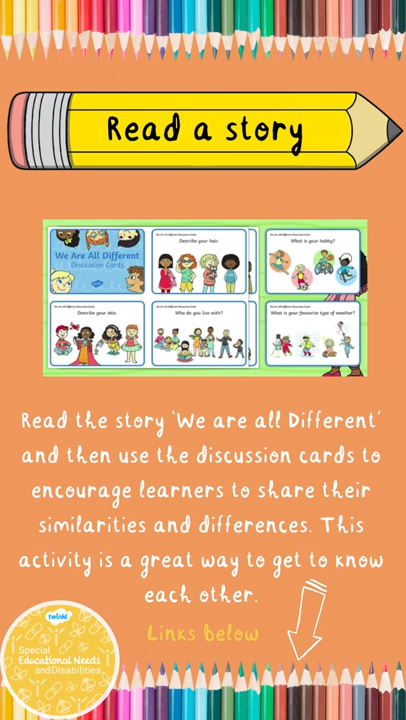 Read a story
We Are All Different
Discussion Cards
Describe your hair.
What is your hobby?
Describe your skin.
Who do you live with?
What is your favourite type of weather?
Read the story 'We are all Different'
and then use the discussion cards to
encourage learners to share their
similarities and differences. This
activity is a great way to get to know
each other.
Links below
twinkl
Special
Educational Needs
and Disabilities